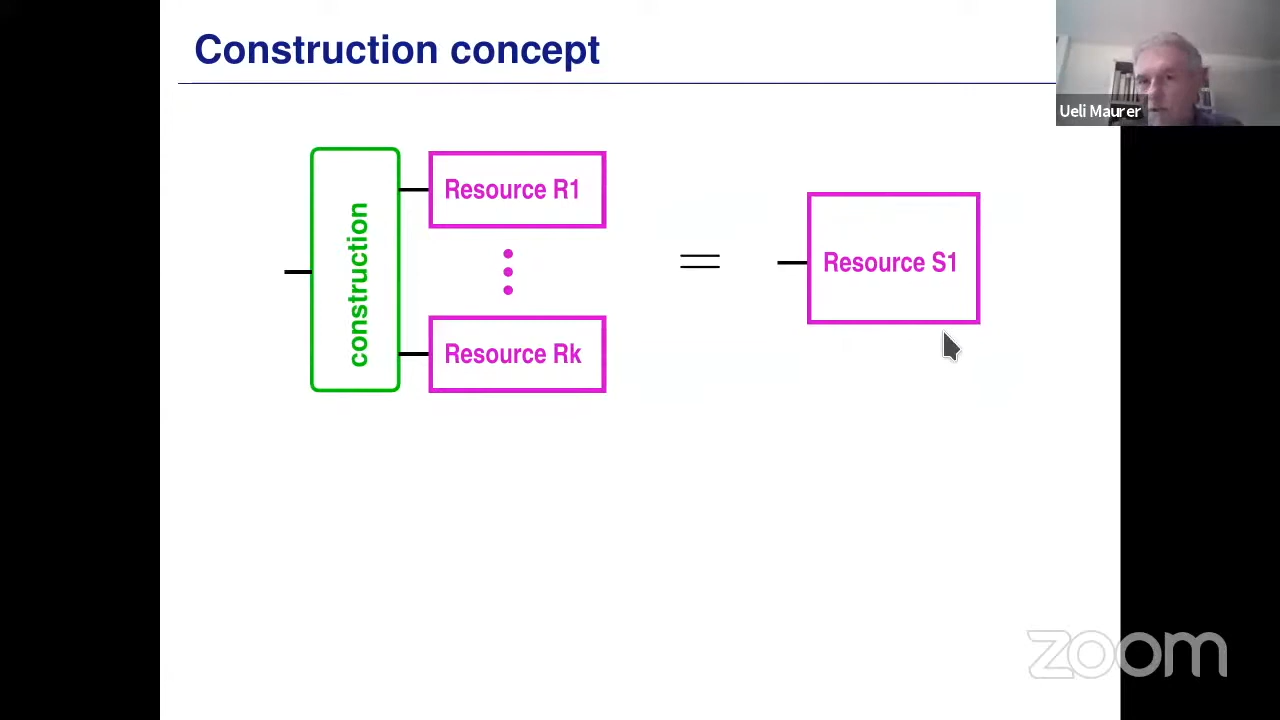 Construction concept
Ueli Maurer
construction
Resource R1
Resource Rk
=
Resource S1
zoom